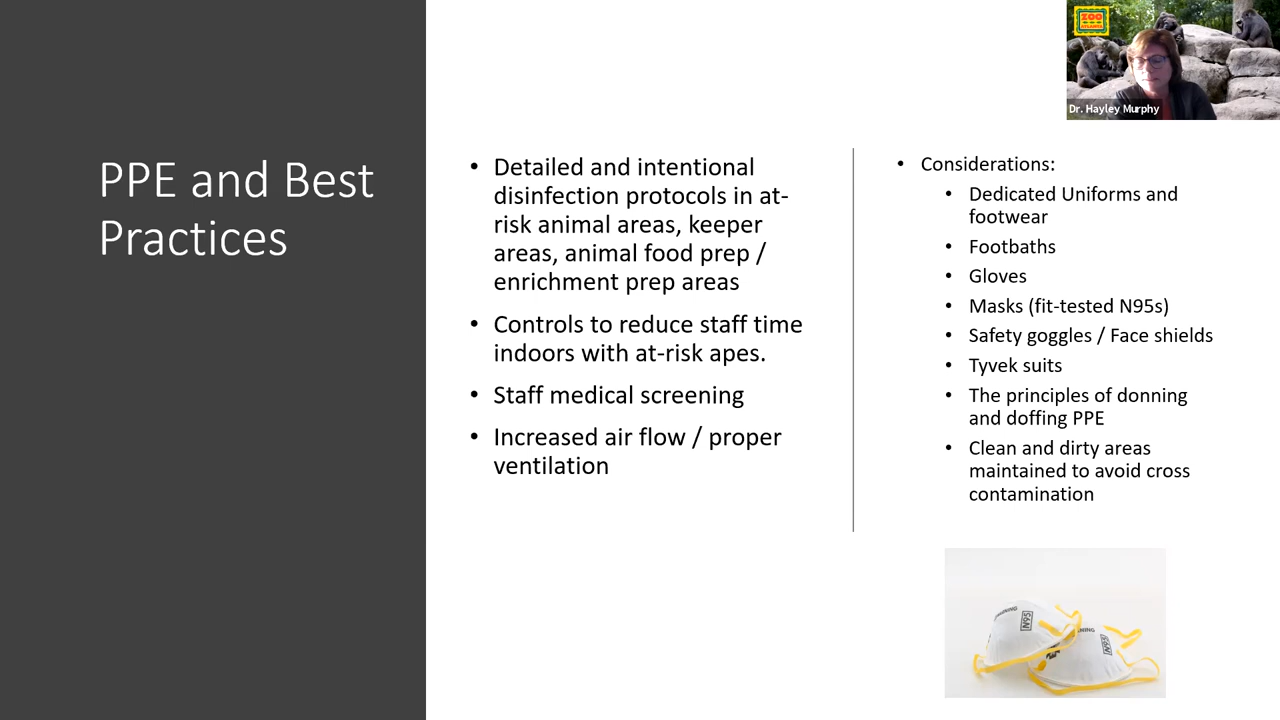 ZOO
ATLANTA
Dr. Hayley Murphy
PPE and Best
Practices
• Detailed and intentional
disinfection protocols in at-
risk animal areas, keeper
areas, animal food prep /
enrichment prep areas
• Controls to reduce staff time
indoors with at-risk apes.
• Staff medical screening
• Increased air flow / proper
ventilation
• Considerations:
• Dedicated Uniforms and
footwear
• Footbaths
• Gloves
• Masks (fit-tested N95s)
• Safety goggles / Face shields
• Tyvek suits
• The principles of donning
and doffing PPE
• Clean and dirty areas
maintained to avoid cross
contamination
N95
N95